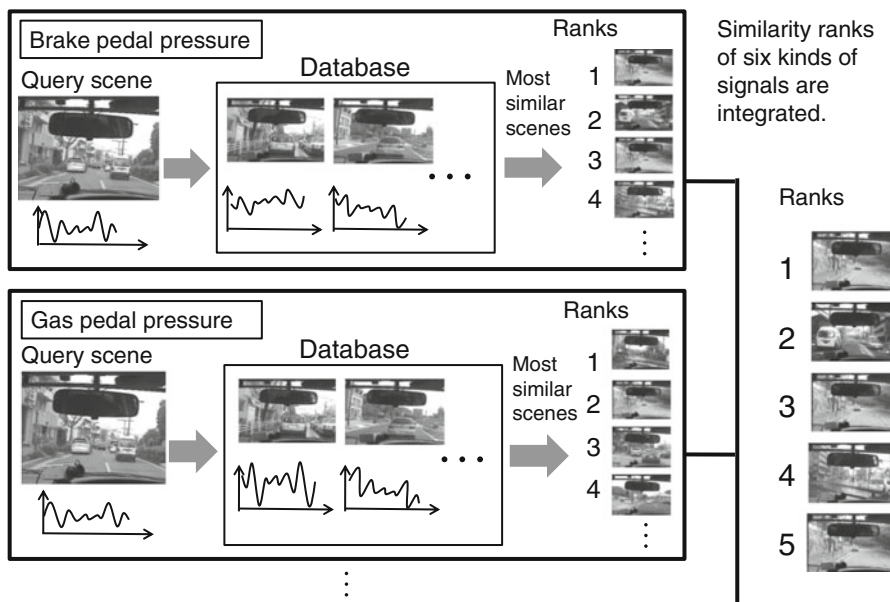 Brake pedal pressure
Query scene
Database
Most
similar
scenes
Ranks
1
2
3
4
Similarity ranks
of six kinds of
signals are
integrated.
Gas pedal pressure
Query scene
Database
Most
similar
scenes
Ranks
1
2
3
4
Ranks
1
2
3
4
5